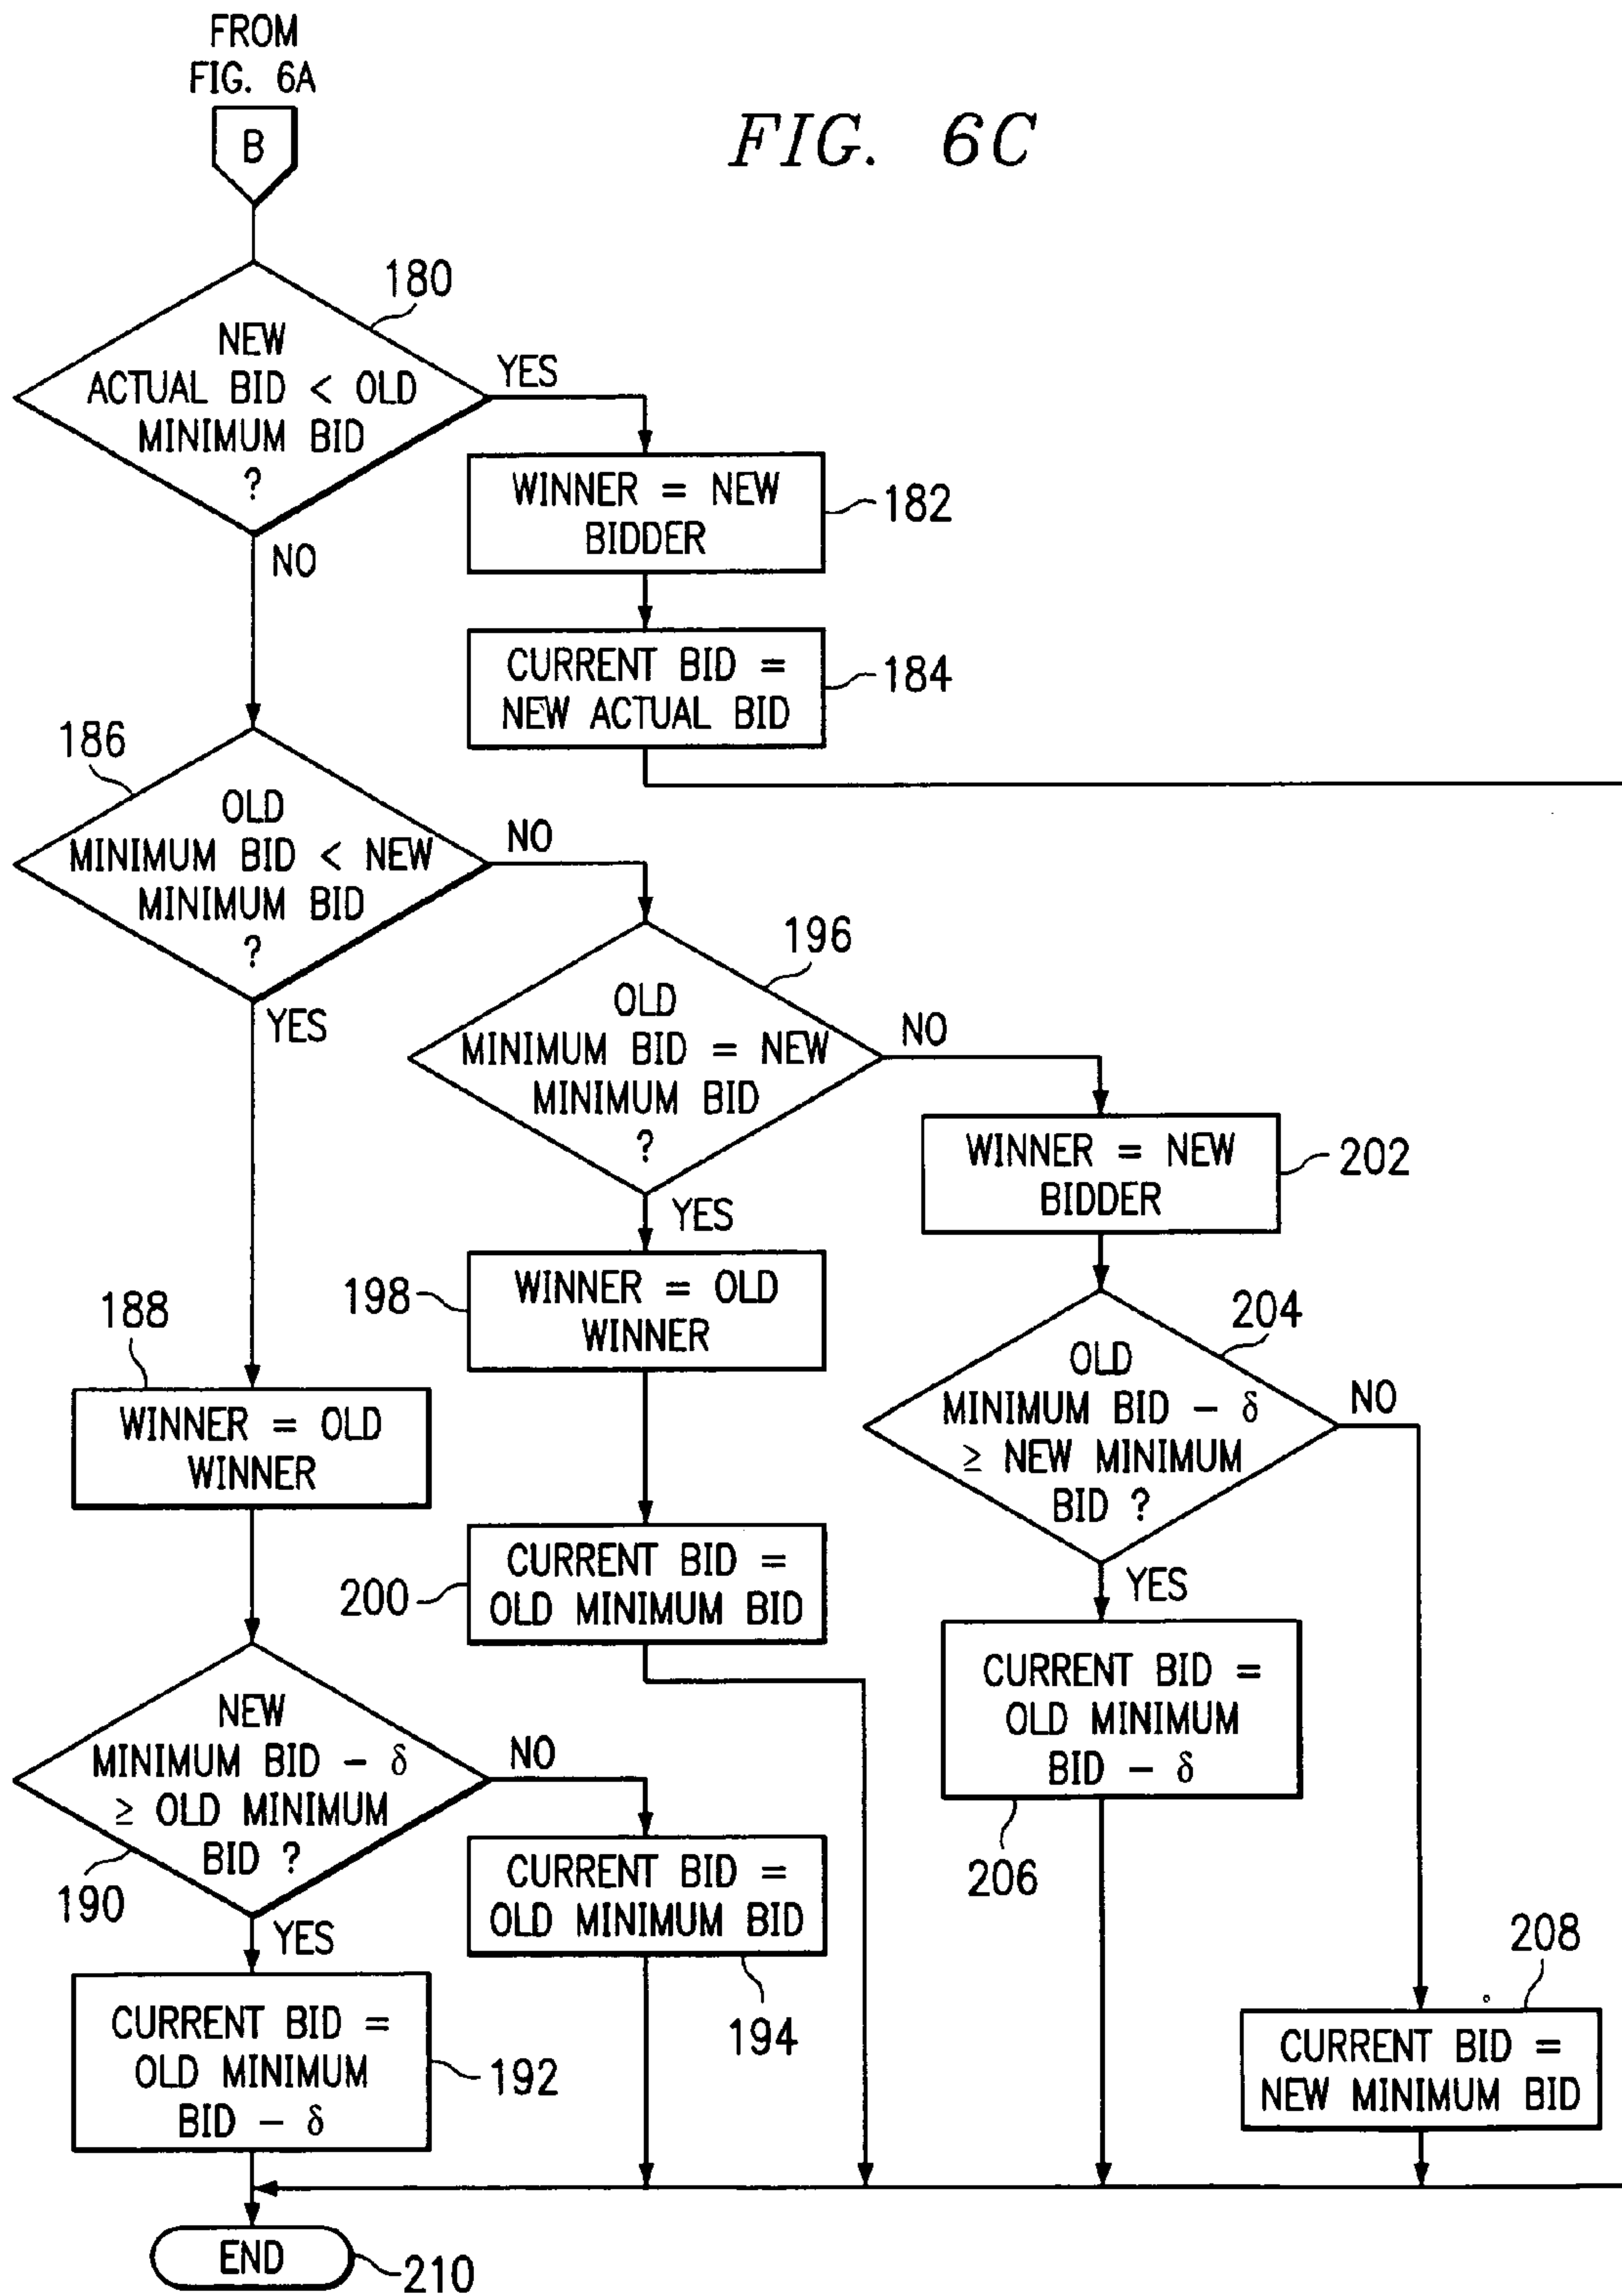 FROM
FIG. 6A
B
FIG. 6C
180
NEW
ACTUAL BID < OLD
MINIMUM BID
?
YES
NO
WINNER = NEW
BIDDER
182
CURRENT BID =
NEW ACTUAL BID
184
186
OLD
MINIMUM BID < NEW
MINIMUM BID
?
NO
YES
196
OLD
MINIMUM BID = NEW
MINIMUM BID
?
NO
YES
WINNER = NEW
BIDDER
202
198
WINNER = OLD
WINNER
188
WINNER = OLD
WINNER
204
OLD
MINIMUM BID - δ
≥ NEW MINIMUM
BID ?
NO
YES
200
CURRENT BID =
OLD MINIMUM BID
CURRENT BID =
OLD MINIMUM
BID - δ
206
NEW
MINIMUM BID - δ
≥ OLD MINIMUM
BID ?
190
NO
YES
CURRENT BID =
OLD MINIMUM BID
194
CURRENT BID =
OLD MINIMUM
BID - δ
192
208
CURRENT BID =
NEW MINIMUM BID
END
210